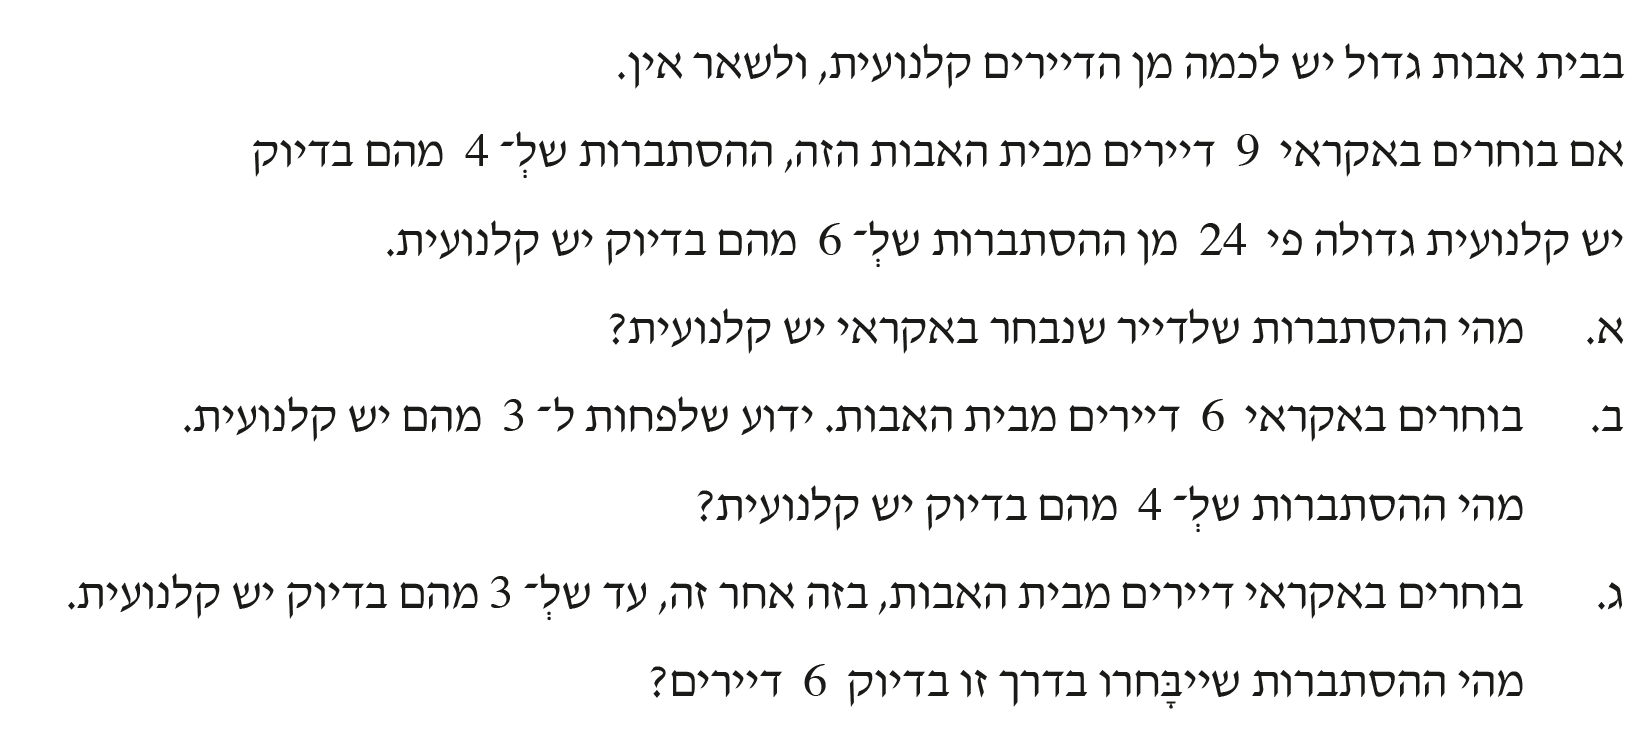 בבית אבות גדול יש לכמה מן הדיירים קלנועית, ולשאר אין.
אם בוחרים באקראי 9 דיירים מבית האבות הזה, ההסתברות שלְ־ 4 מהם בדיוק
יש קלנועית גדולה פי 24 מן ההסתברות שלְ־ 6 מהם בדיוק יש קלנועית.
א. מהי ההסתברות שלדייר שנבחר באקראי יש קלנועית?
ב. בוחרים באקראי 6 דיירים מבית האבות. ידוע שלפחות ל־ 3 מהם יש קלנועית.
מהי ההסתברות שלְ־ 4 מהם בדיוק יש קלנועית?
ג. בוחרים באקראי דיירים מבית האבות, בזה אחר זה, עד שלְ־ 3 מהם בדיוק יש קלנועית.
מהי ההסתברות שייבָּחרו בדרך זו בדיוק 6 דיירים?